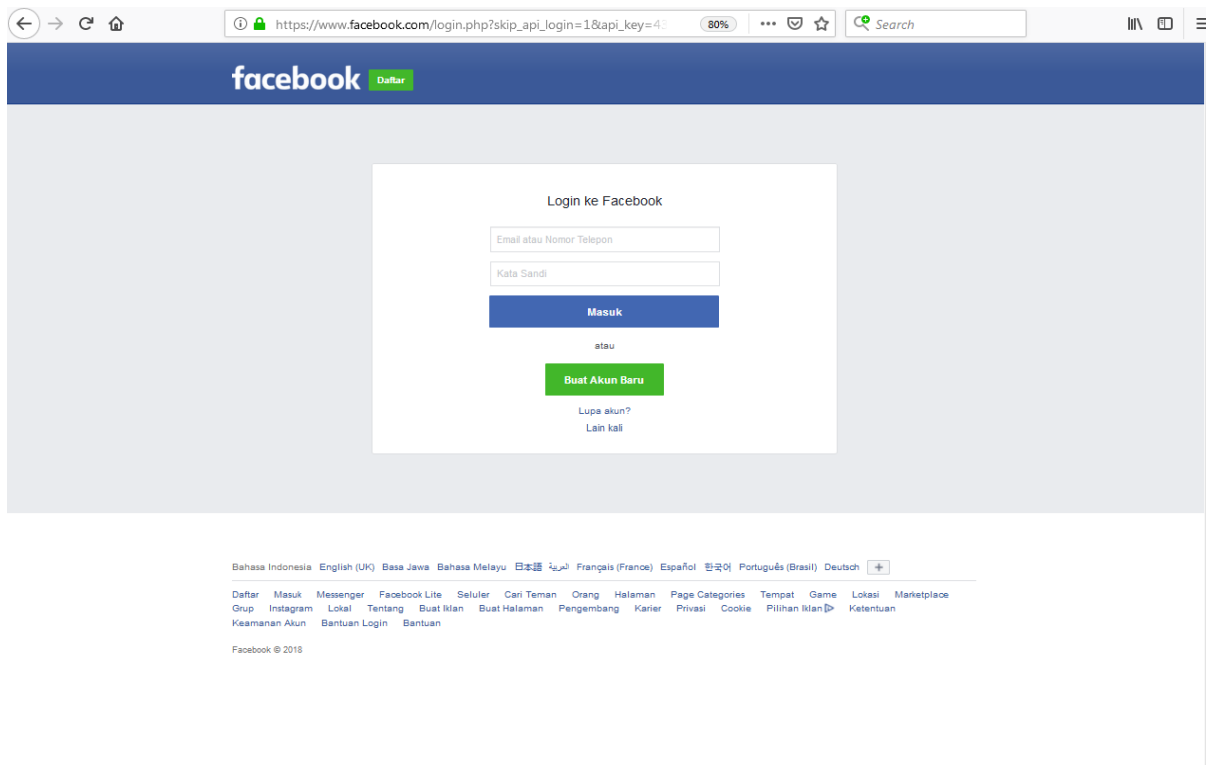 https://www.facebook.com/login.php?skip_api_login=1&api_key=4
80%
Search
facebook Daftar
Login ke Facebook
Email atau Nomor Telepon
Kata Sandi
Masuk
atau
Buat Akun Baru
Lupa akun?
Lain kali
Bahasa Indonesia English (UK) Basa Jawa Bahasa Melayu 日本語 العربية Français (France) Español 한국어 Português (Brasil) Deutsch +
Daftar Masuk Messenger Facebook Lite Seluler Cari Teman Orang Halaman Page Categories Tempat Game Lokasi Marketplace
Grup Instagram Lokal Tentang Buat Iklan Buat Halaman Pengembang Karier Privasi Cookie Pilihan Iklan Ketentuan
Keamanan Akun Bantuan Login Bantuan
Facebook © 2018